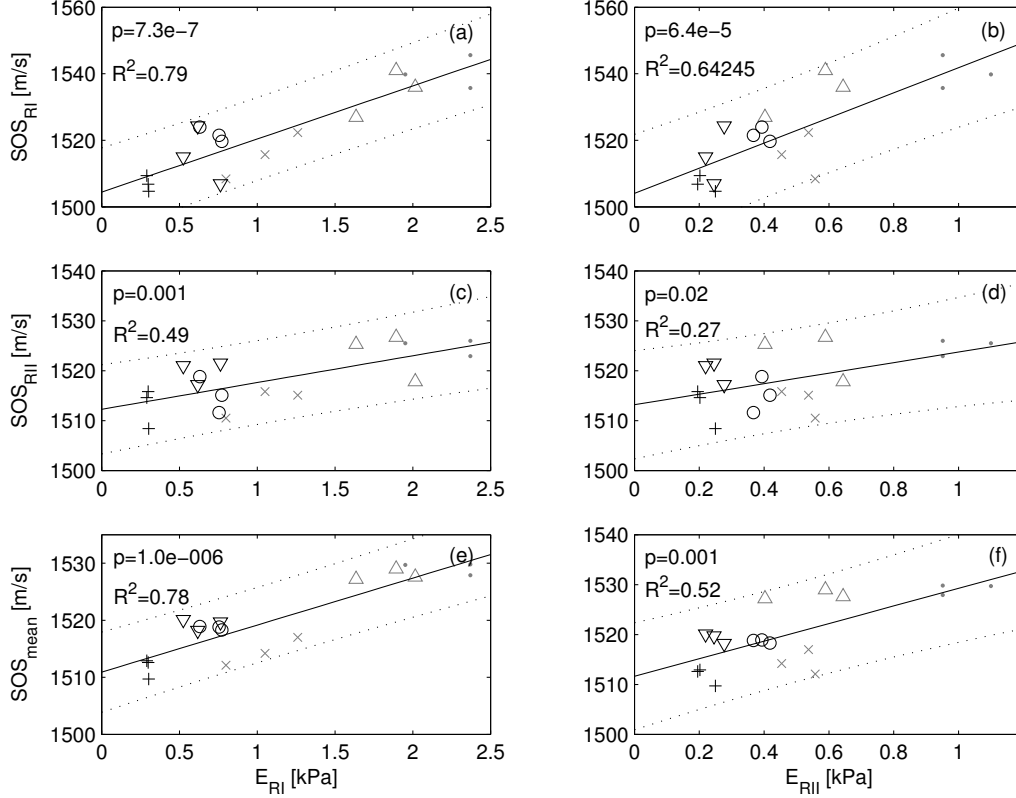 1560
p=7.3e-7
(a)
R²=0.79
1540
1520
1500
SOS_RI [m/s]
0 0.5 1 1.5 2 2.5
1560
p=6.4e-5
(b)
R²=0.64245
1540
1520
1500
0 0.2 0.4 0.6 0.8 1
1540
p=0.001
(c)
1530
R²=0.49
1520
1510
1500
SOS_RII [m/s]
0 0.5 1 1.5 2 2.5
1540
p=0.02
(d)
1530
R²=0.27
1520
1510
1500
0 0.2 0.4 0.6 0.8 1
p=1.0e-006
(e)
1530
R²=0.78
1520
1510
1500
SOS_mean [m/s]
0 0.5 1 1.5 2 2.5
E_RI [kPa]
1540
p=0.001
(f)
1530
R²=0.52
1520
1510
1500
0 0.2 0.4 0.6 0.8 1
E_RII [kPa]